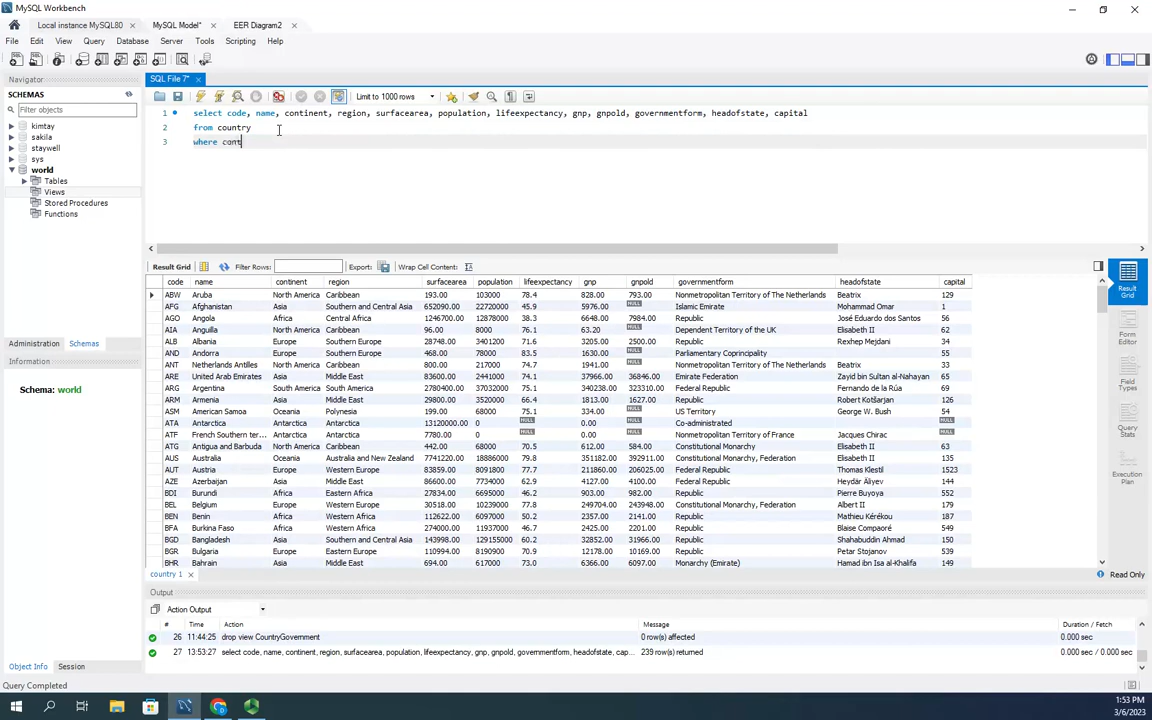 MySQL Workbench
Local instance MySQL80 MySQL Model* EER Diagram2
File Edit View Query Database Server Tools Scripting Help
Navigator SQL File 7*
SCHEMAS
Filter objects
Limit to 1000 rows
kimtay
sakila
staywell
sys
world
Tables
Views
Stored Procedures
Functions
1 select code, name, continent, region, surfacearea, population, lifeexpectancy, gnp, gnpold, governmentform, headofstate, capital
2 from country
3 where cont
Result Grid Filter Rows: Export: Wrap Cell Content:
code name continent region surfacearea population lifeexpectancy gnp gnpold governmentform headofstate capital
ABW Aruba North America Caribbean 193.00 103000 78.4 828.00 793.00 Nonmetropolitan Territory of The Netherlands Beatrix 129
AFG Afghanistan Asia Southern and Central Asia 652090.00 22720000 45.9 5976.00 NULL Islamic Emirate Mohammad Omar 1
AGO Angola Africa Central Africa 1246700.00 12878000 38.3 6648.00 7984.00 Republic José Eduardo dos Santos 56
AIA Anguilla North America Caribbean 96.00 8000 76.1 63.20 NULL Dependent Territory of the UK Elisabeth II 62
ALB Albania Europe Southern Europe 28748.00 3401200 71.6 3205.00 2500.00 Republic Rexhep Mejdani 34
AND Andorra Europe Southern Europe 468.00 78000 83.5 1630.00 NULL Parliamentary Coprincipality 55
ANT Netherlands Antilles North America Caribbean 800.00 217000 74.7 1941.00 NULL Nonmetropolitan Territory of The Netherlands Beatrix 33
ARE United Arab Emirates Asia Middle East 83600.00 2441000 74.1 37966.00 36846.00 Emirate Federation Zayid bin Sultan al-Nahayan 65
ARG Argentina South America South America 2780400.00 37032000 75.1 340238.00 323310.00 Federal Republic Fernando de la Rúa 69
ARM Armenia Asia Middle East 29800.00 3520000 66.4 1813.00 1627.00 Republic Robert Kotšarjan 126
ASM American Samoa Oceania Polynesia 199.00 68000 75.1 334.00 NULL US Territory George W. Bush 54
ATA Antarctica Antarctica Antarctica 13120000.00 0 NULL 0.00 NULL Co-administrated NULL
ATF French Southern ter... Antarctica Antarctica 7780.00 0 NULL 0.00 NULL Nonmetropolitan Territory of France Jacques Chirac NULL
ATG Antigua and Barbuda North America Caribbean 442.00 68000 70.5 612.00 584.00 Constitutional Monarchy Elisabeth II 63
AUS Australia Oceania Australia and New Zealand 7741220.00 18886000 79.8 351182.00 392911.00 Constitutional Monarchy, Federation Elisabeth II 135
AUT Austria Europe Western Europe 83859.00 8091800 77.7 211860.00 206025.00 Federal Republic Thomas Klestil 1523
AZE Azerbaijan Asia Middle East 86600.00 7734000 62.9 4127.00 4100.00 Federal Republic Heydär Äliyev 144
BDI Burundi Africa Eastern Africa 27834.00 6695000 46.2 903.00 982.00 Republic Pierre Buyoya 552
BEL Belgium Europe Western Europe 30518.00 10239000 77.8 249704.00 243948.00 Constitutional Monarchy, Federation Albert II 179
BEN Benin Africa Western Africa 112622.00 6097000 50.2 2357.00 2141.00 Republic Mathieu Kérékou 187
BFA Burkina Faso Africa Western Africa 274000.00 11937000 46.7 2425.00 2201.00 Republic Blaise Compaoré 549
BGD Bangladesh Asia Southern and Central Asia 143998.00 129155000 60.2 32852.00 31966.00 Republic Shahabuddin Ahmad 150
BGR Bulgaria Europe Eastern Europe 110994.00 8190900 70.9 12178.00 10169.00 Republic Petar Stojanov 539
BHR Bahrain Asia Middle East 694.00 617000 73.0 6366.00 6097.00 Monarchy (Emirate) Hamad ibn Isa al-Khalifa 149
Result Grid
Form Editor
Field Types
Query Stats
Execution Plan
Administration Schemas
Information
Schema: world
country 1 Read Only
Output
Action Output
# Time Action Message Duration / Fetch
26 11:44:25 drop view CountryGovernment 0 row(s) affected 0.000 sec
27 13:53:27 select code, name, continent, region, surfacearea, population, lifeexpectancy, gnp, gnpold, governmentform, headofstate, cap... 239 row(s) returned 0.000 sec / 0.000 sec
Object Info Session
Query Completed
1:53 PM
3/6/2023